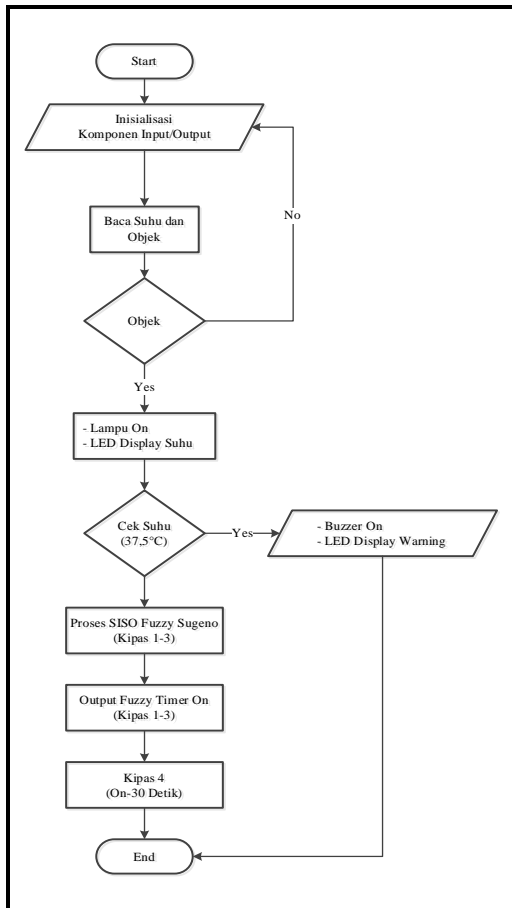 Start
Inisialisasi
Komponen Input/Output
No
Baca Suhu dan
Objek
Objek
Yes
- Lampu On
- LED Display Suhu
Cek Suhu
(37,5°C)
Yes
- Buzzer On
- LED Display Warning
Proses SISO Fuzzy Sugeno
(Kipas 1-3)
Output Fuzzy Timer On
(Kipas 1-3)
Kipas 4
(On-30 Detik)
End